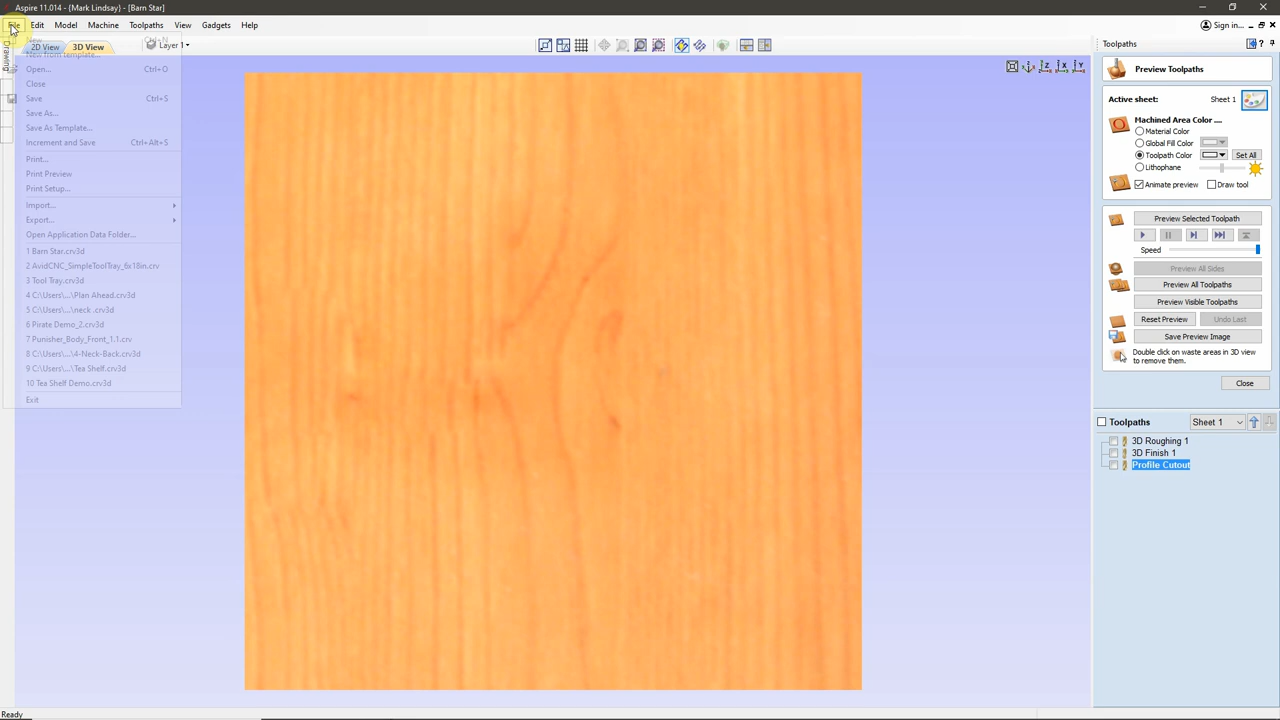 Aspire 11.014 - (Mark Lindsay) - [Barn Star]
File Edit Model Machine Toolpaths View Gadgets Help
Sign in...
2D View 3D View Layer 1
Drawing
New Ctrl+N
New from template...
Open... Ctrl+O
Close
Save Ctrl+S
Save As...
Save As Template...
Increment and Save Ctrl+Alt+S
Print...
Print Preview
Print Setup...
Import...
Export...
Open Application Data Folder...
1 Barn Star.crv3d
2 AvidCNC_SimpleToolTray_6x18in.crv
3 Tool Tray.crv3d
4 C:\Users\...\Plan Ahead.crv3d
5 C:\Users\...\neck .crv3d
6 Pirate Demo_2.crv3d
7 Punisher_Body_Front_1.1.crv
8 C:\Users\...\4-Neck-Back.crv3d
9 C:\Users\...\Tea Shelf.crv3d
10 Tea Shelf Demo.crv3d
Exit
Toolpaths
Preview Toolpaths
Active sheet: Sheet 1
Machined Area Color ....
Material Color
Global Fill Color
Toolpath Color Set All
Lithophane
Animate preview Draw tool
Preview Selected Toolpath
Speed
Preview All Sides
Preview All Toolpaths
Preview Visible Toolpaths
Reset Preview Undo Last
Save Preview Image
Double click on waste areas in 3D view
to remove them.
Close
Toolpaths Sheet 1
3D Roughing 1
3D Finish 1
Profile Cutout
Ready